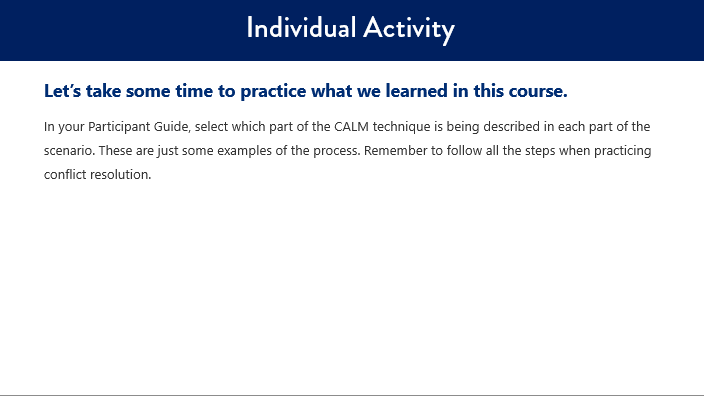 Individual Activity
Let’s take some time to practice what we learned in this course.
In your Participant Guide, select which part of the CALM technique is being described in each part of the
scenario. These are just some examples of the process. Remember to follow all the steps when practicing
conflict resolution.